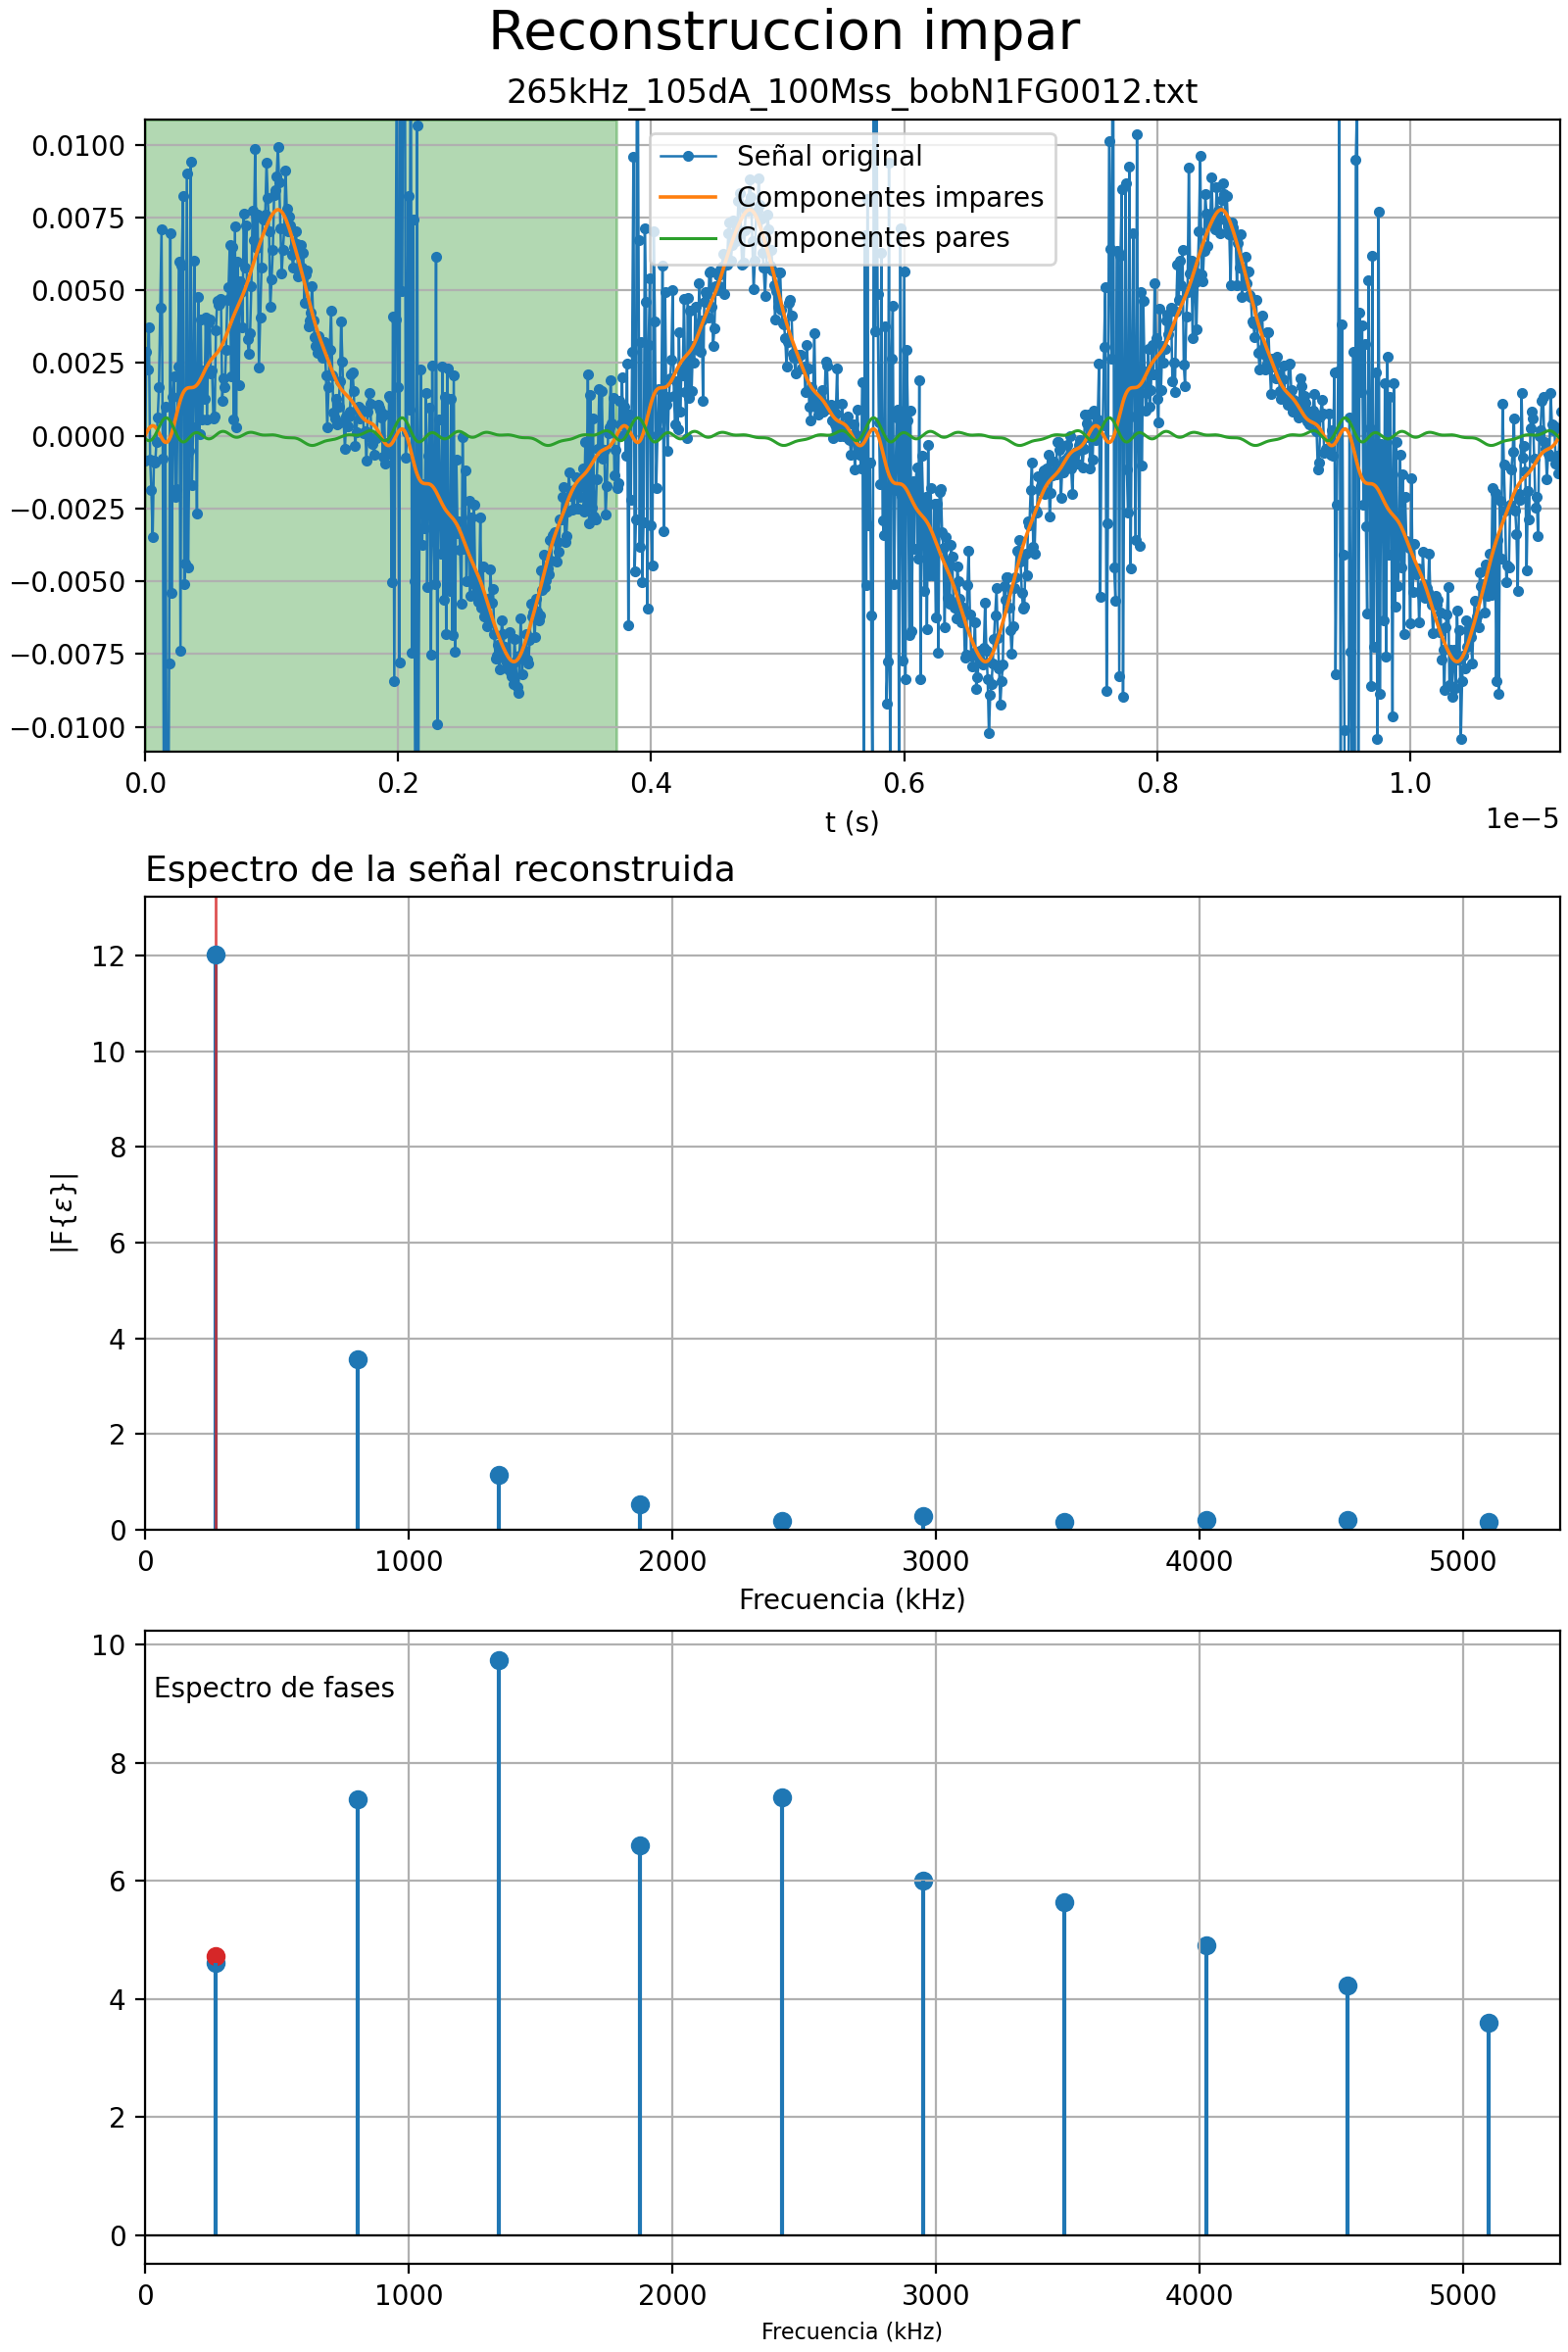 Reconstruccion impar
265kHz_105dA_100Mss_bobN1FG0012.txt
0.0100
0.0075
0.0050
0.0025
0.0000
−0.0025
−0.0050
−0.0075
−0.0100
Señal original
Componentes impares
Componentes pares
0.0 0.2 0.4 0.6 0.8 1.0
t (s)
1e−5
Espectro de la señal reconstruida
12
10
8
6
4
2
0
|F{ε}|
0 1000 2000 3000 4000 5000
Frecuencia (kHz)
10
8
6
4
2
0
Espectro de fases
0 1000 2000 3000 4000 5000
Frecuencia (kHz)